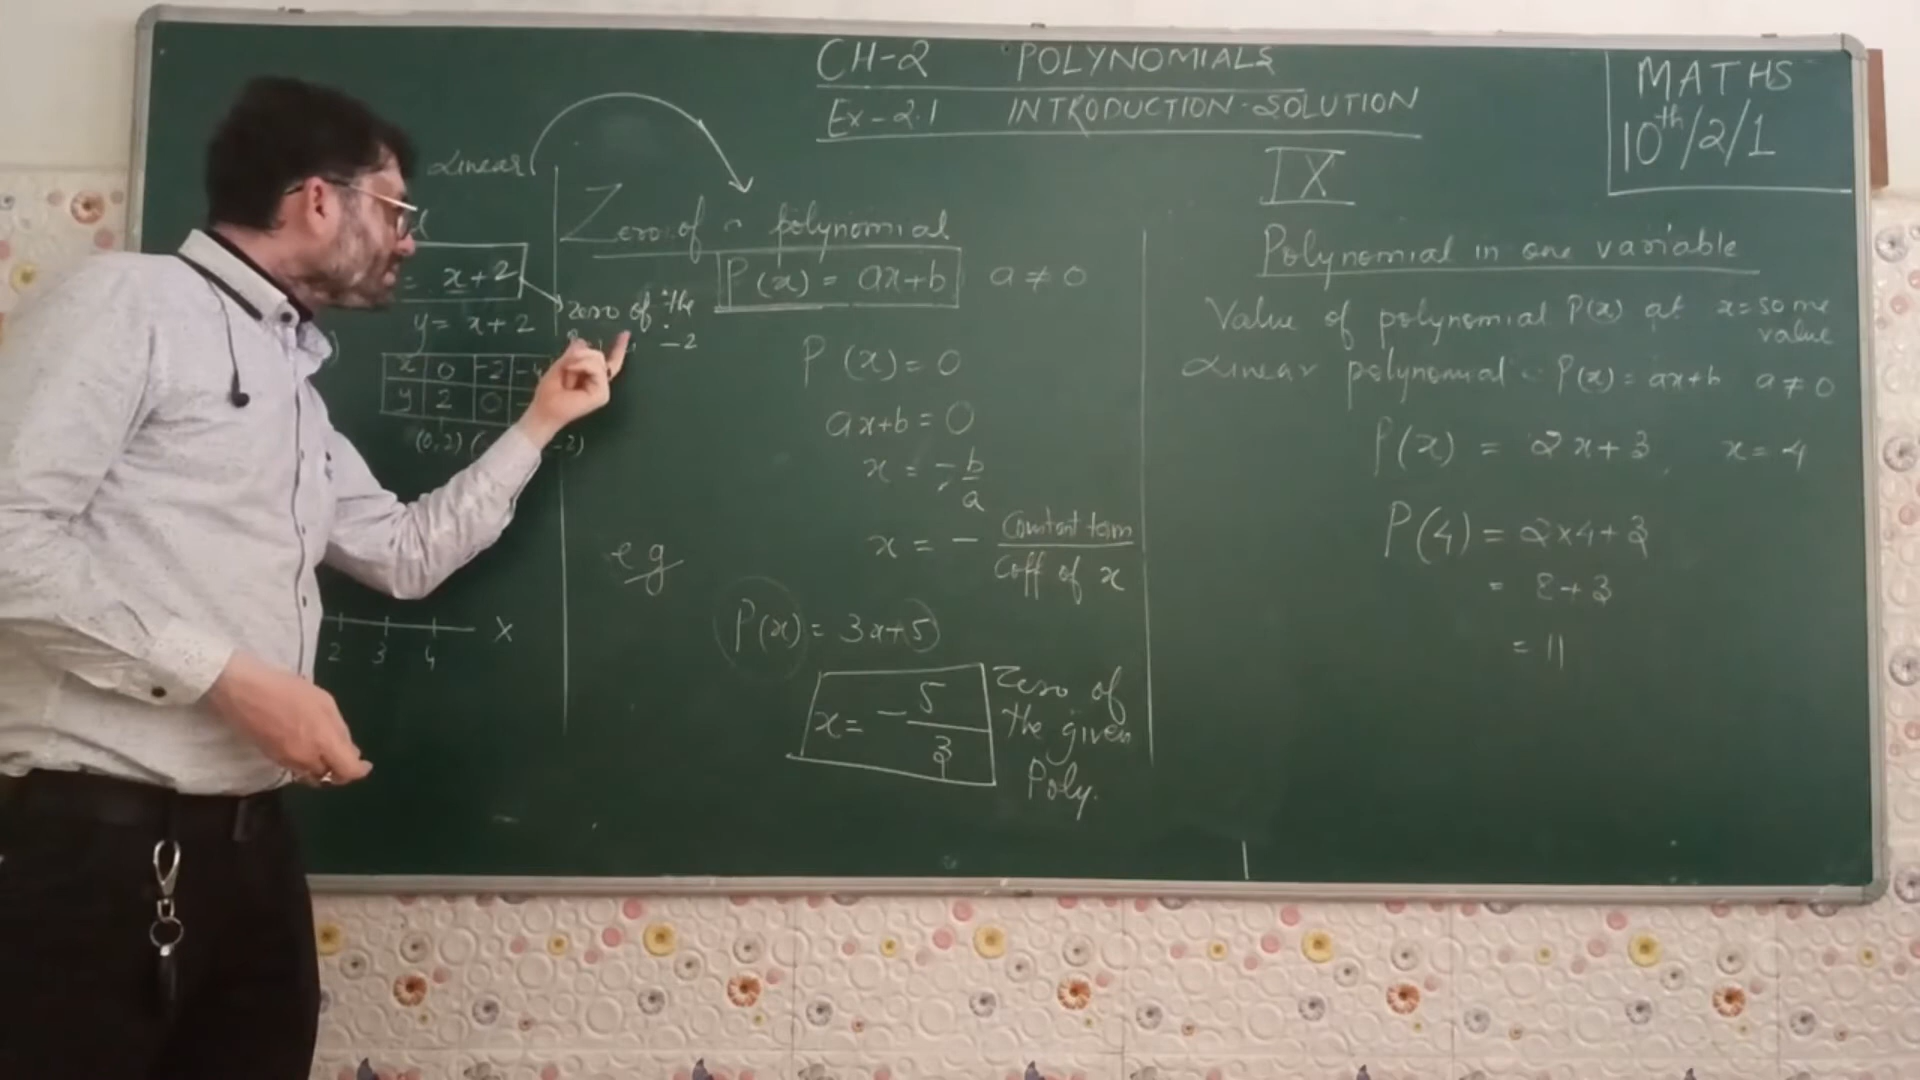 CH-2 POLYNOMIALS
Ex-2.1 INTRODUCTION-SOLUTION
MATHS
10th/2/1
IX
Linear
= x+2
y = x+2
x 0 -2 -4
y 2 0
(0,2) ( -2)
2 3 4 X
Zero of a polynomial
P(x) = ax+b a ≠ 0
zero of the
-2
P(x) = 0
ax+b = 0
x = -b/a
x = - Constant term / Coff of x
eg
P(x) = 3x+5
x = -5/3
Zero of
the given
Poly.
Polynomial in one variable
Value of polynomial P(x) at x = some
value
Linear polynomial P(x) = ax+b a ≠ 0
P(x) = 2x+3, x = 4
P(4) = 2×4+3
= 8+3
= 11